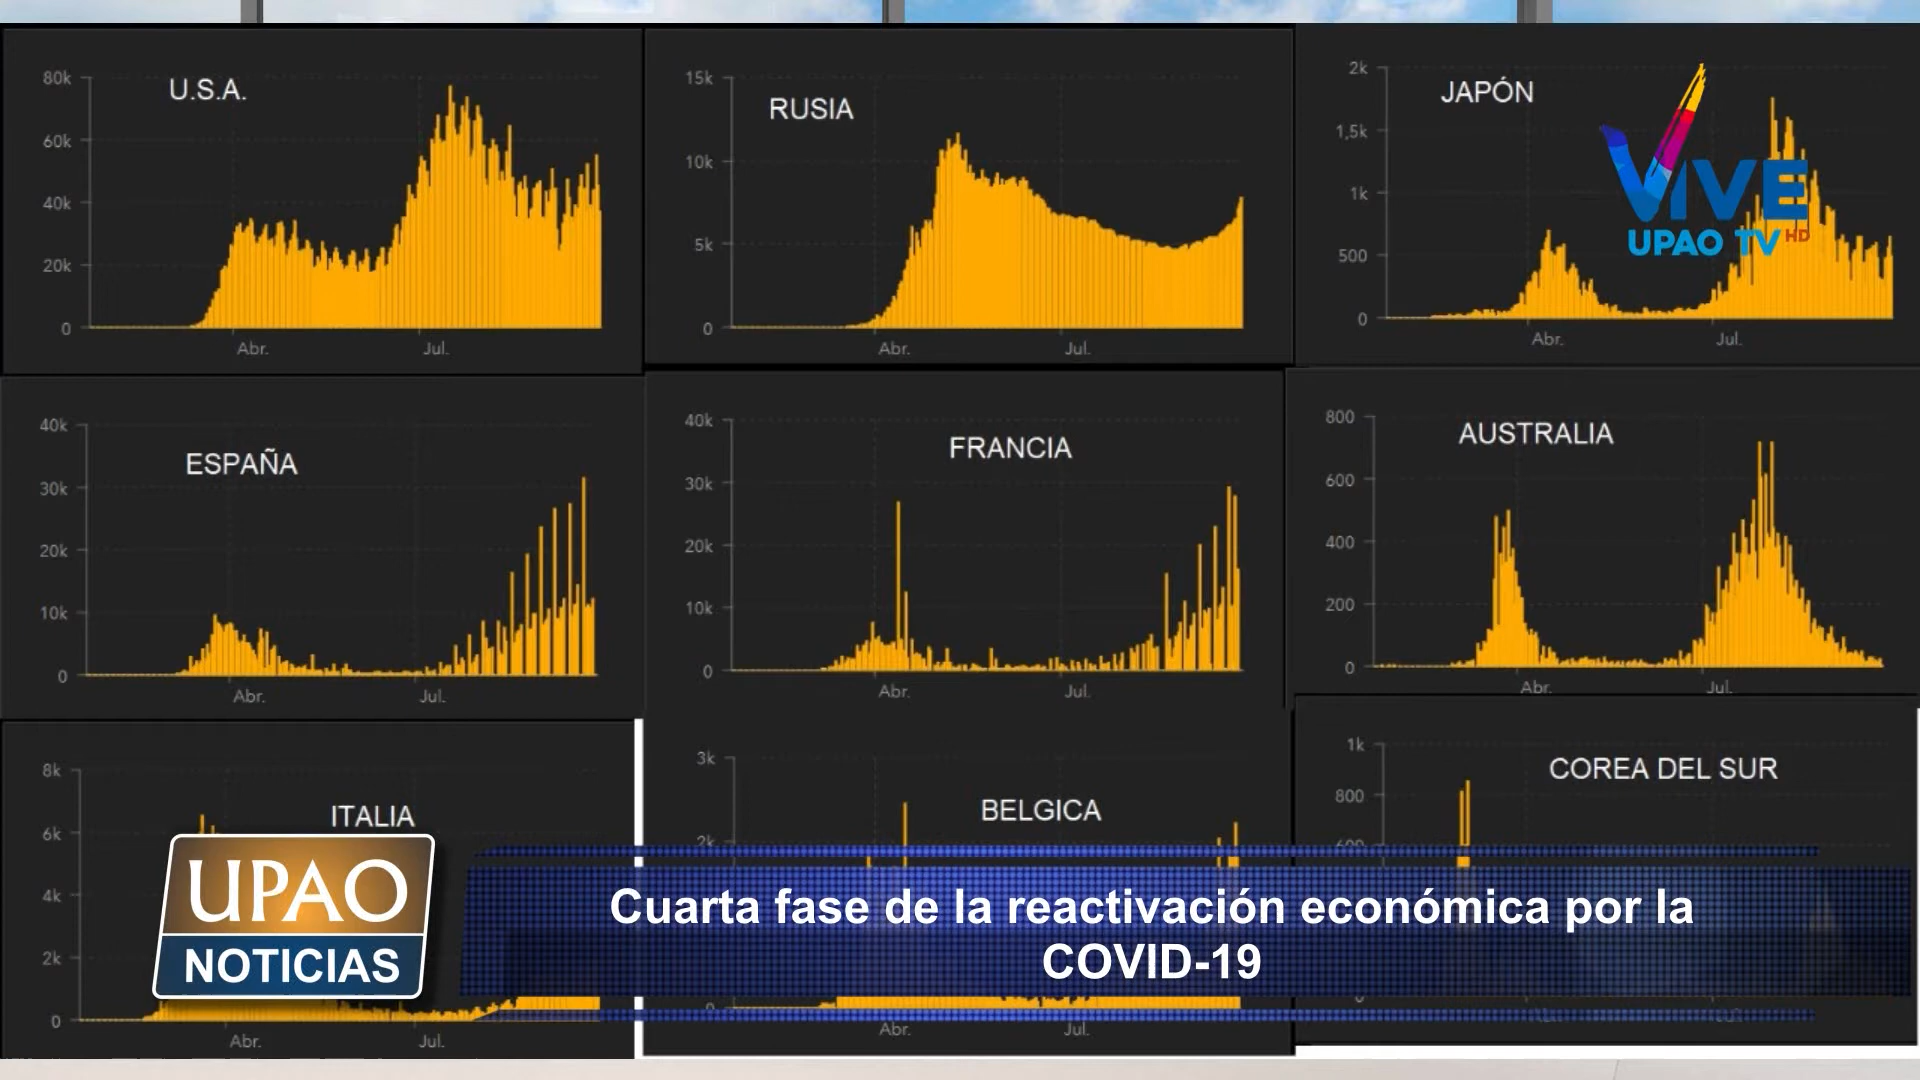 80k
U.S.A.
60k
40k
20k
0
Abr.
Jul.
15k
RUSIA
10k
5k
0
Abr.
Jul.
2k
JAPÓN
1,5k
1k
500
0
Abr.
Jul.
VIVE
UPAO TV HD
40k
ESPAÑA
30k
20k
10k
0
Abr.
Jul.
40k
FRANCIA
30k
20k
10k
0
Abr.
Jul.
800
AUSTRALIA
600
400
200
0
Abr.
Jul.
8k
ITALIA
6k
4k
2k
0
Abr.
Jul.
3k
BELGICA
2k
0
Abr.
Jul.
1k
COREA DEL SUR
800
600
0
UPAO
NOTICIAS
Cuarta fase de la reactivación económica por la
COVID-19